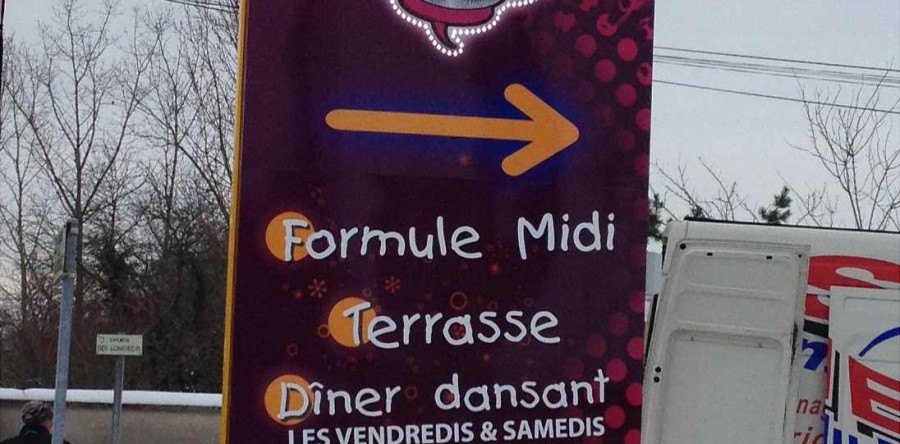 Formule Midi
Terrasse
Dîner dansant
LES VENDREDIS & SAMEDIS